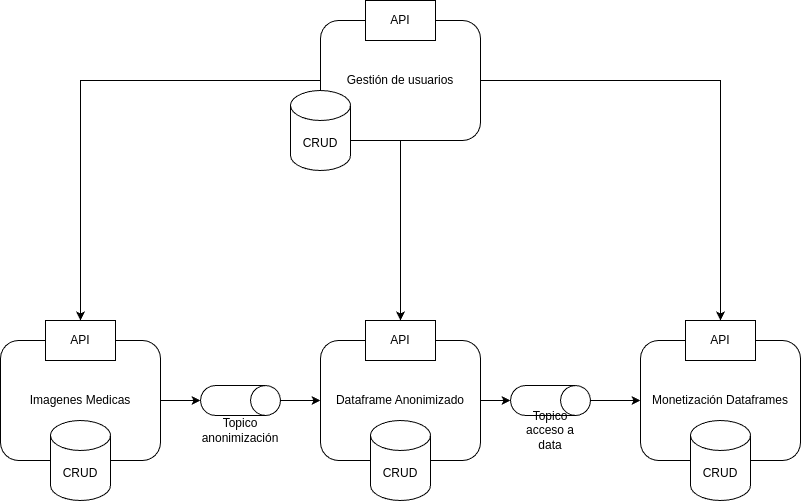 API
Gestión de usuarios
CRUD
API
API
API
Imagenes Medicas
Dataframe Anonimizado
Monetización Dataframes
Topico
anonimización
Topico
acceso a
data
CRUD
CRUD
CRUD